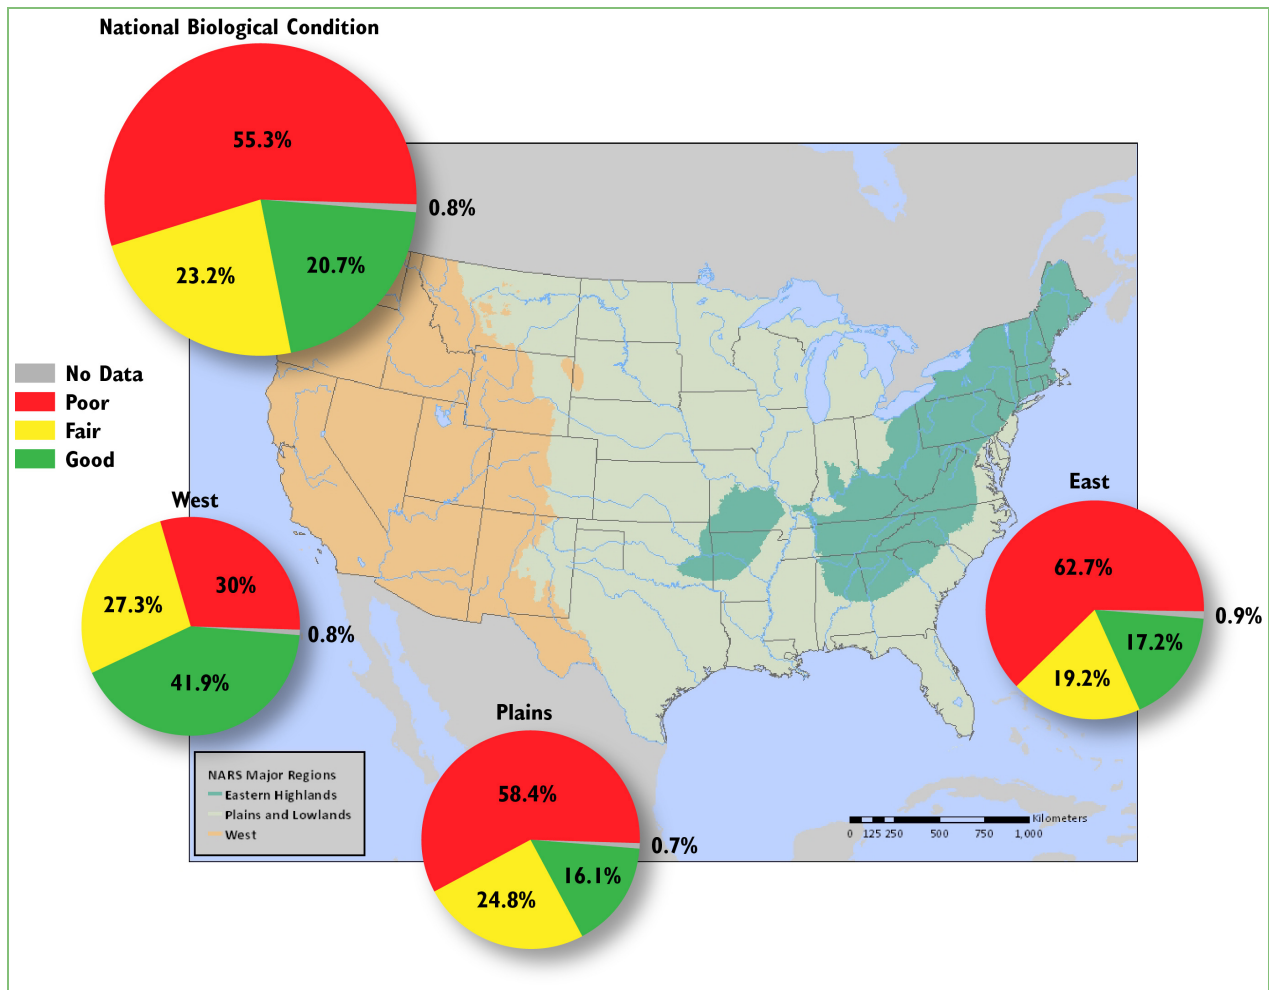 National Biological Condition
55.3%
0.8%
23.2%
20.7%
No Data
Poor
Fair
Good
West
30%
27.3%
0.8%
41.9%
East
62.7%
0.9%
17.2%
19.2%
Plains
58.4%
0.7%
16.1%
24.8%
NARS Major Regions
Eastern Highlands
Plains and Lowlands
West
Kilometers
0 125 250 500 750 1,000